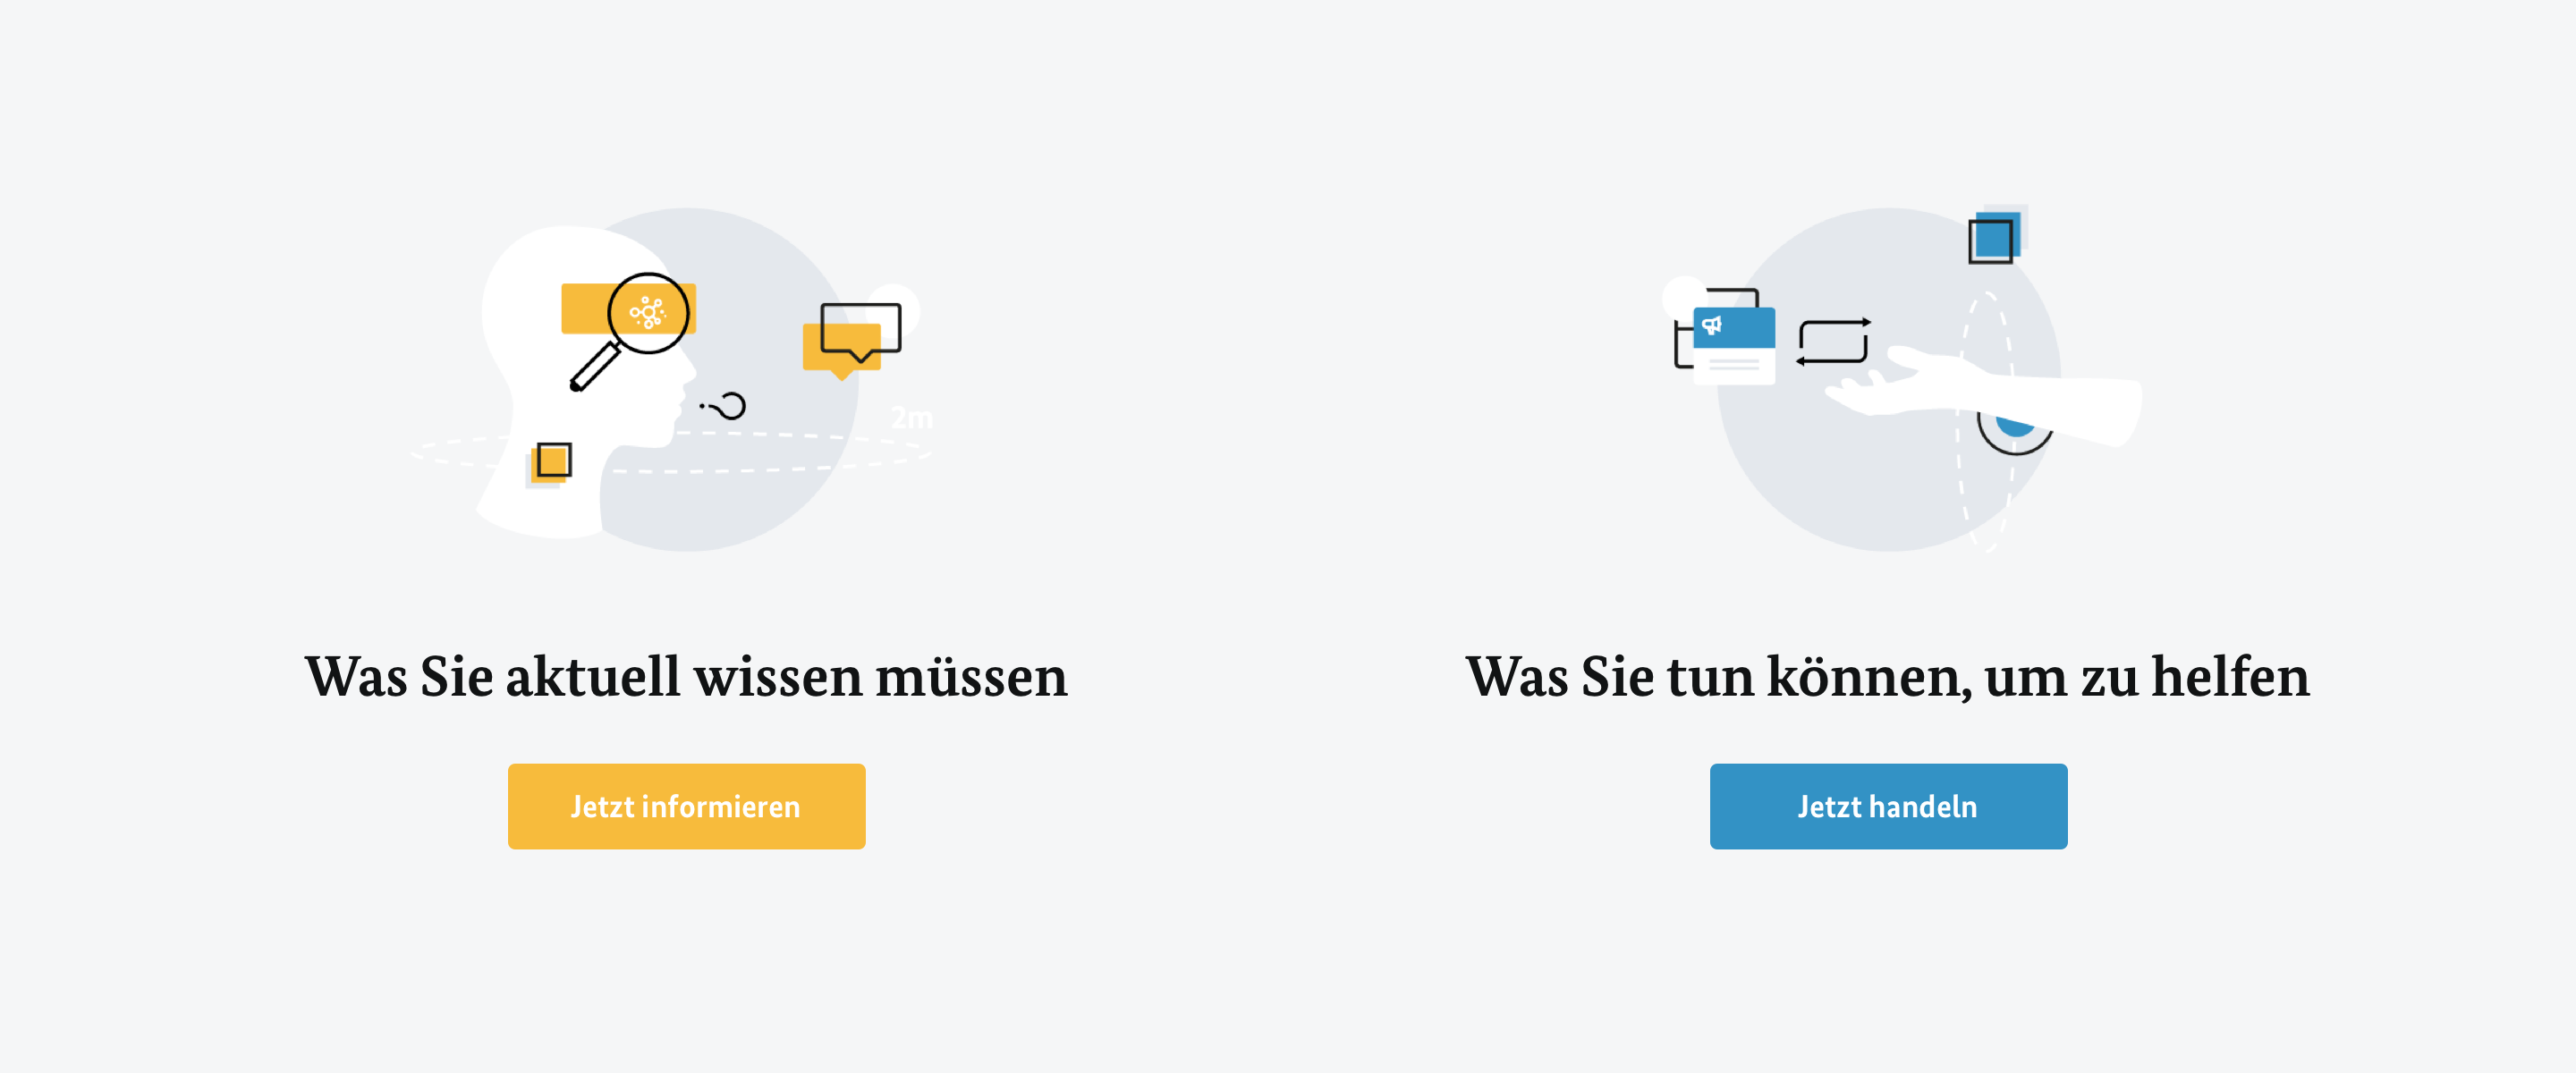 2m
Was Sie aktuell wissen müssen
Jetzt informieren
Was Sie tun können, um zu helfen
Jetzt handeln